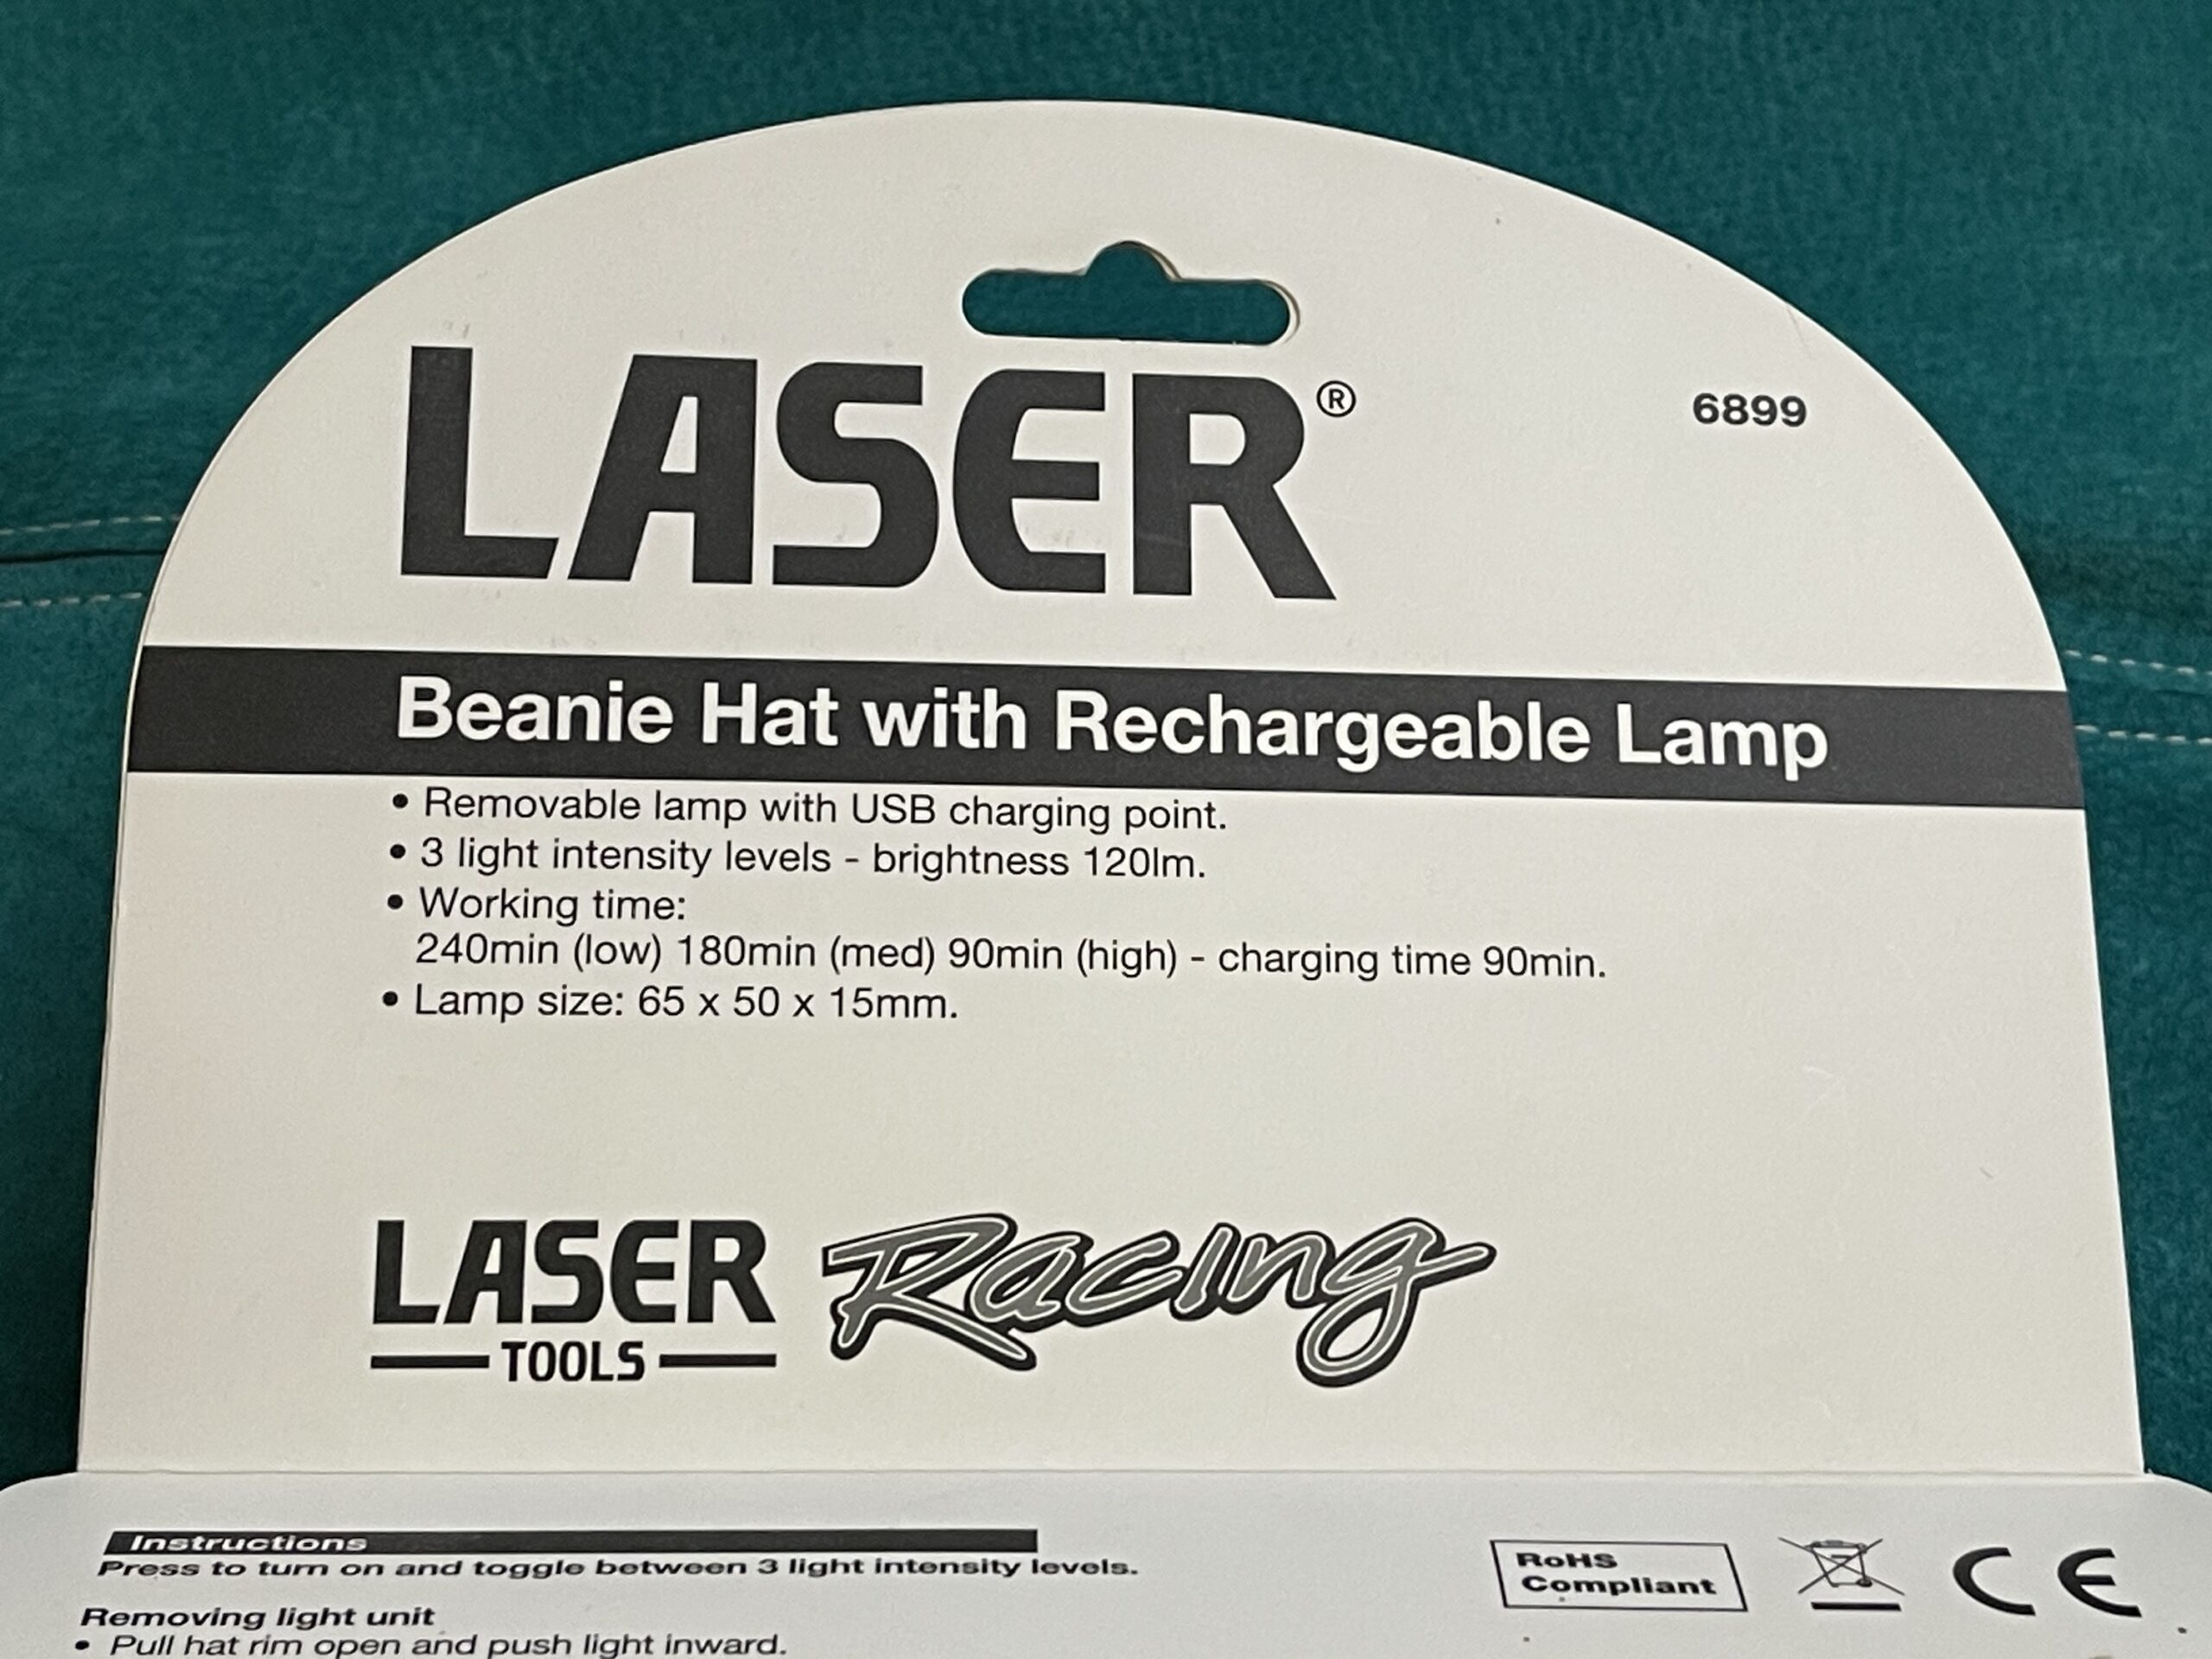 LASER®
6899
Beanie Hat with Rechargeable Lamp
• Removable lamp with USB charging point.
• 3 light intensity levels - brightness 120lm.
• Working time:
240min (low) 180min (med) 90min (high) - charging time 90min.
• Lamp size: 65 x 50 x 15mm.
LASER
TOOLS
Racing
Instructions
Press to turn on and toggle between 3 light intensity levels.
Removing light unit
• Pull hat rim open and push light inward.
RoHS
Compliant
CE